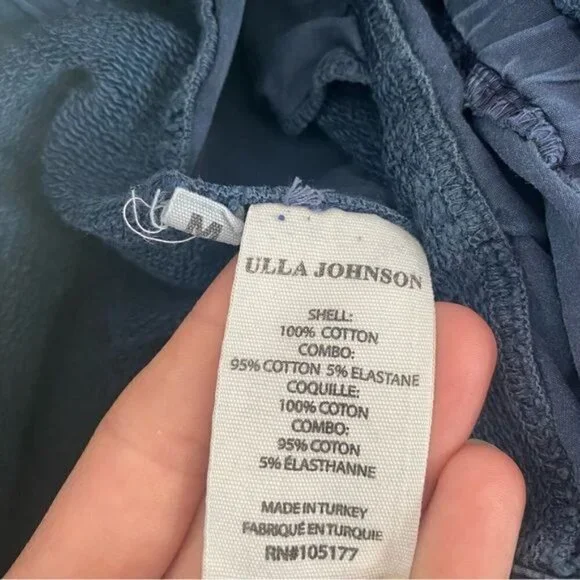 M
ULLA JOHNSON
SHELL:
100% COTTON
COMBO:
95% COTTON 5% ELASTANE
COQUILLE:
100% COTON
COMBO:
95% COTON
5% ÉLASTHANNE
MADE IN TURKEY
FABRIQUÉ EN TURQUIE
RN#105177